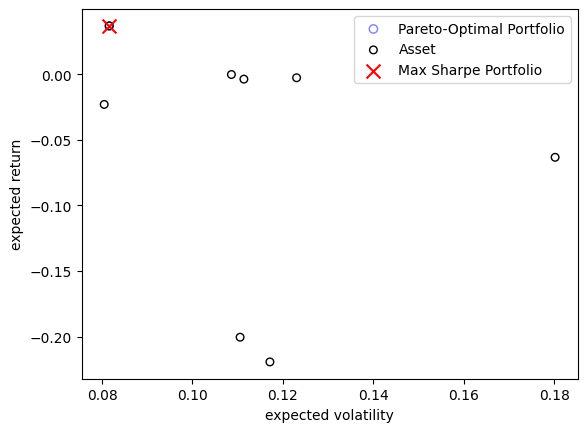 Pareto-Optimal Portfolio
Asset
Max Sharpe Portfolio
0.00
−0.05
−0.10
−0.15
−0.20
expected return
0.08
0.10
0.12
0.14
0.16
0.18
expected volatility